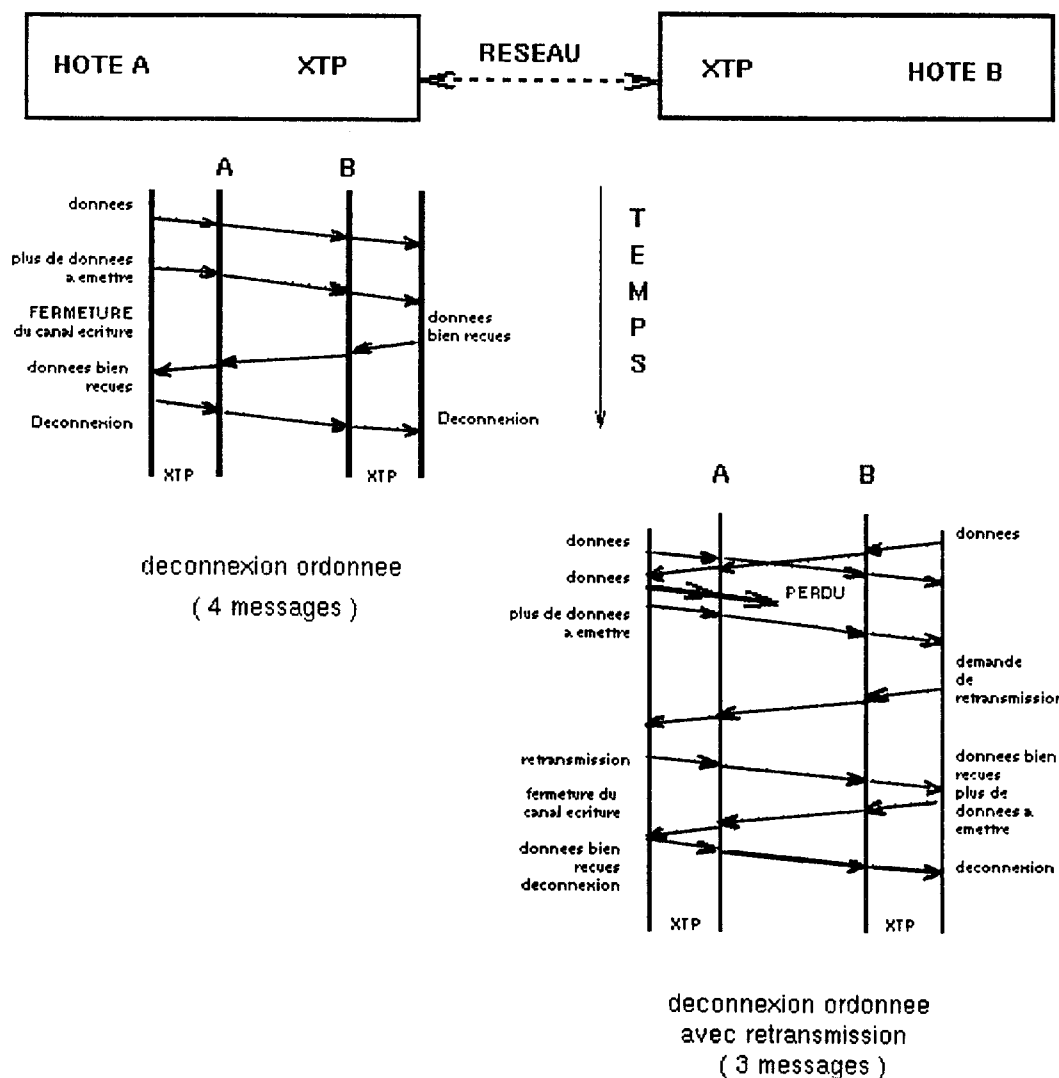 HOTE A
XTP
RESEAU
XTP
HOTE B
A
B
donnees
plus de donnees
a emettre
FERMETURE
du canal ecriture
donnees
bien recues
donnees bien
recues
Deconnexion
Deconnexion
XTP
XTP
T
E
M
P
S
deconnexion ordonnee
( 4 messages )
A
B
donnees
donnees
donnees
PERDU
plus de donnees
a emettre
demande
de
retransmission
retransmission
donnees bien
recues
plus de
donnees a
emettre
fermeture du
canal ecriture
donnees bien
recues
deconnexion
deconnexion
XTP
XTP
deconnexion ordonnee
avec retransmission
( 3 messages )